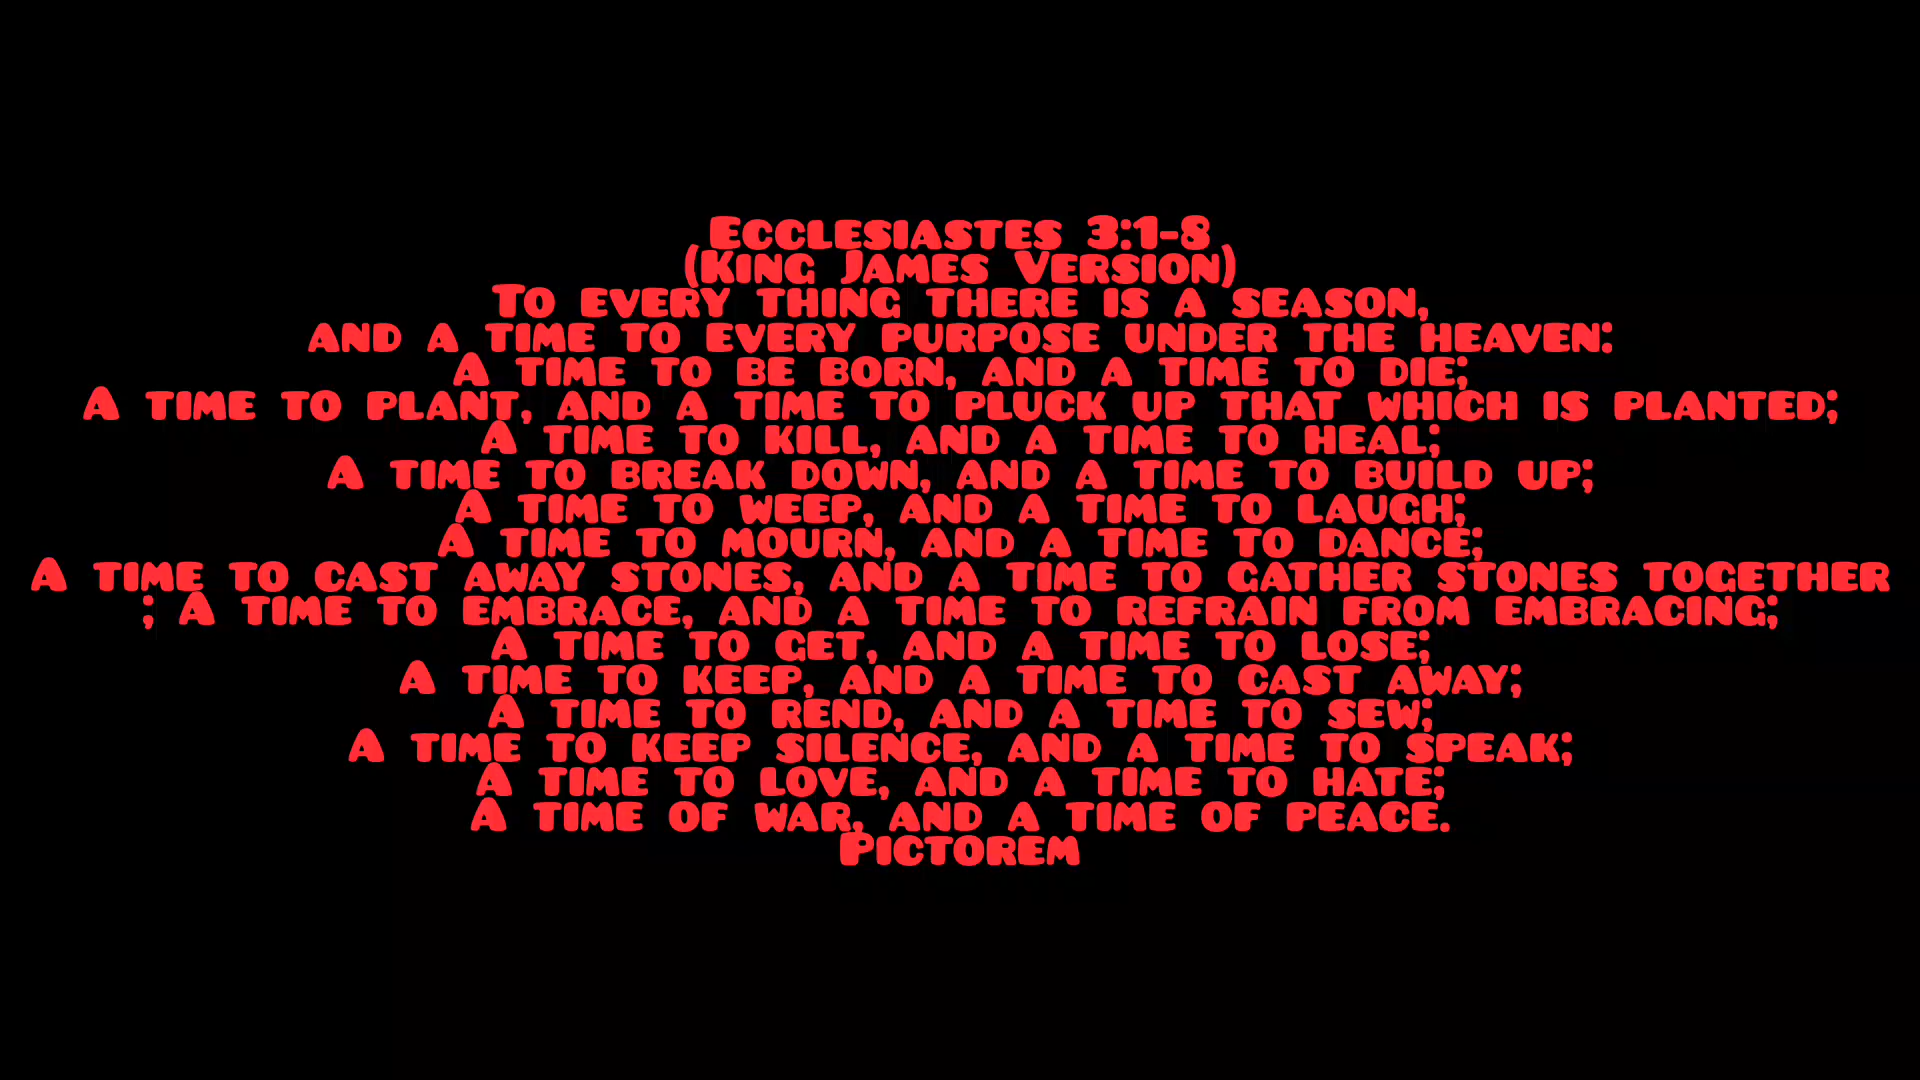 Ecclesiastes 3:1-8
(King James Version)
To every thing there is a season,
and a time to every purpose under the heaven:
A time to be born, and a time to die;
A time to plant, and a time to pluck up that which is planted;
A time to kill, and a time to heal;
A time to break down, and a time to build up;
A time to weep, and a time to laugh;
A time to mourn, and a time to dance;
A time to cast away stones, and a time to gather stones together
; A time to embrace, and a time to refrain from embracing;
A time to get, and a time to lose;
A time to keep, and a time to cast away;
A time to rend, and a time to sew;
A time to keep silence, and a time to speak;
A time to love, and a time to hate;
A time of war, and a time of peace.
Pictorem